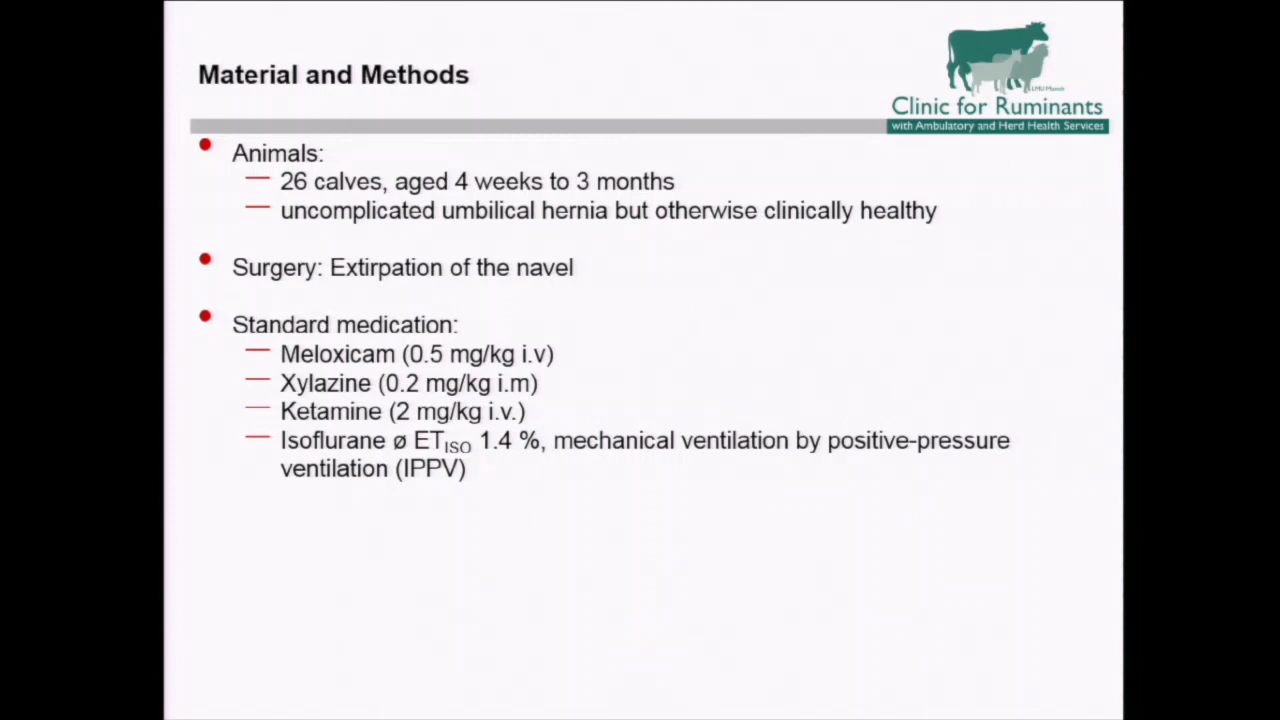 LMU Munich
Clinic for Ruminants
with Ambulatory and Herd Health Services
Material and Methods
Animals:
— 26 calves, aged 4 weeks to 3 months
— uncomplicated umbilical hernia but otherwise clinically healthy
Surgery: Extirpation of the navel
Standard medication:
— Meloxicam (0.5 mg/kg i.v)
— Xylazine (0.2 mg/kg i.m)
— Ketamine (2 mg/kg i.v.)
— Isoflurane ø ETISO 1.4 %, mechanical ventilation by positive-pressure
ventilation (IPPV)